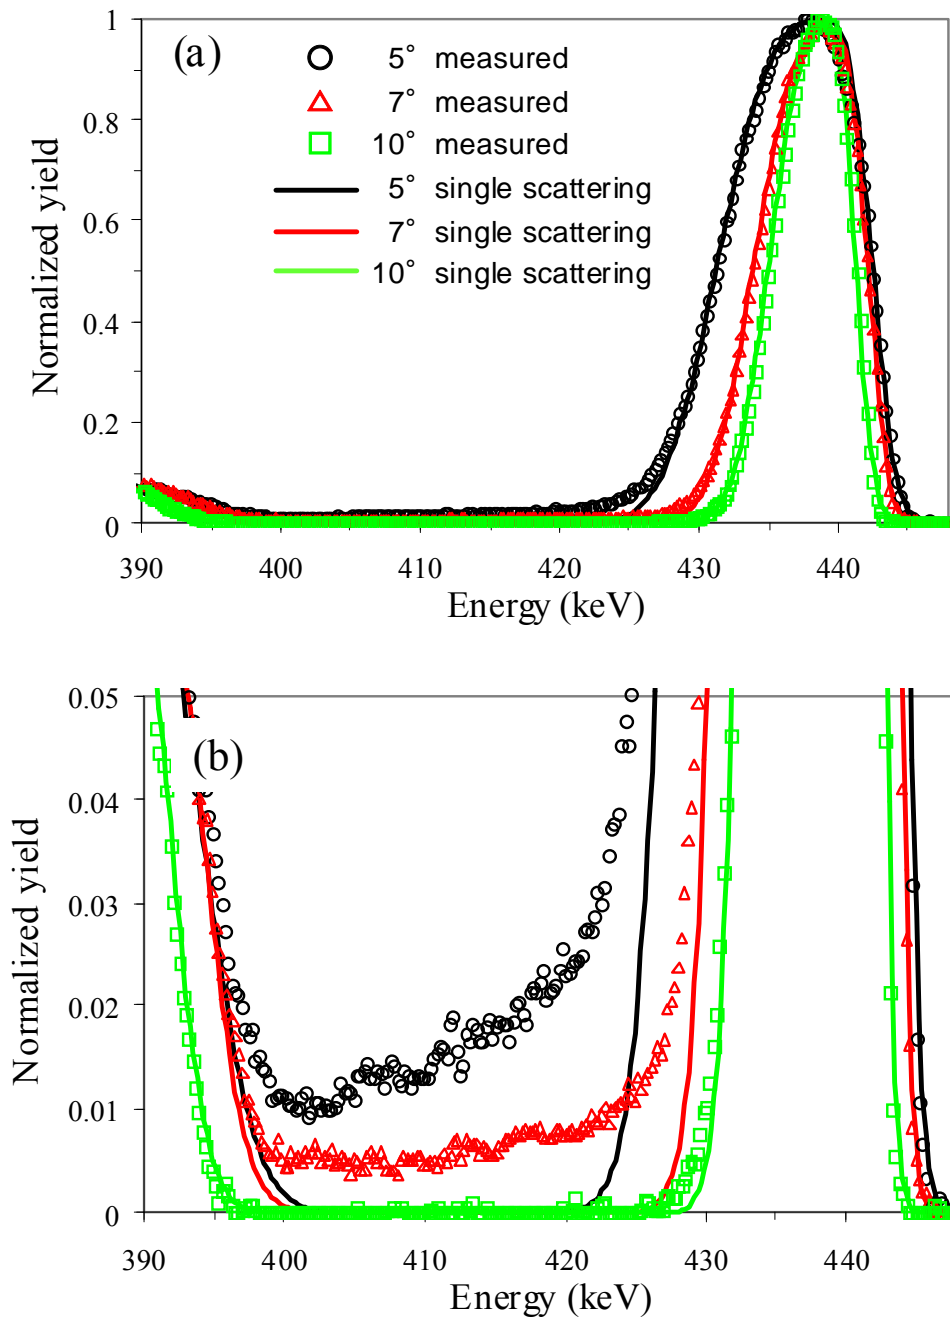 1
(a)
5° measured
7° measured
10° measured
5° single scattering
7° single scattering
10° single scattering
0.8
0.6
0.4
0.2
0
Normalized yield
390 400 410 420 430 440
Energy (keV)
0.05
(b)
0.04
0.03
0.02
0.01
0
Normalized yield
390 400 410 420 430 440
Energy (keV)